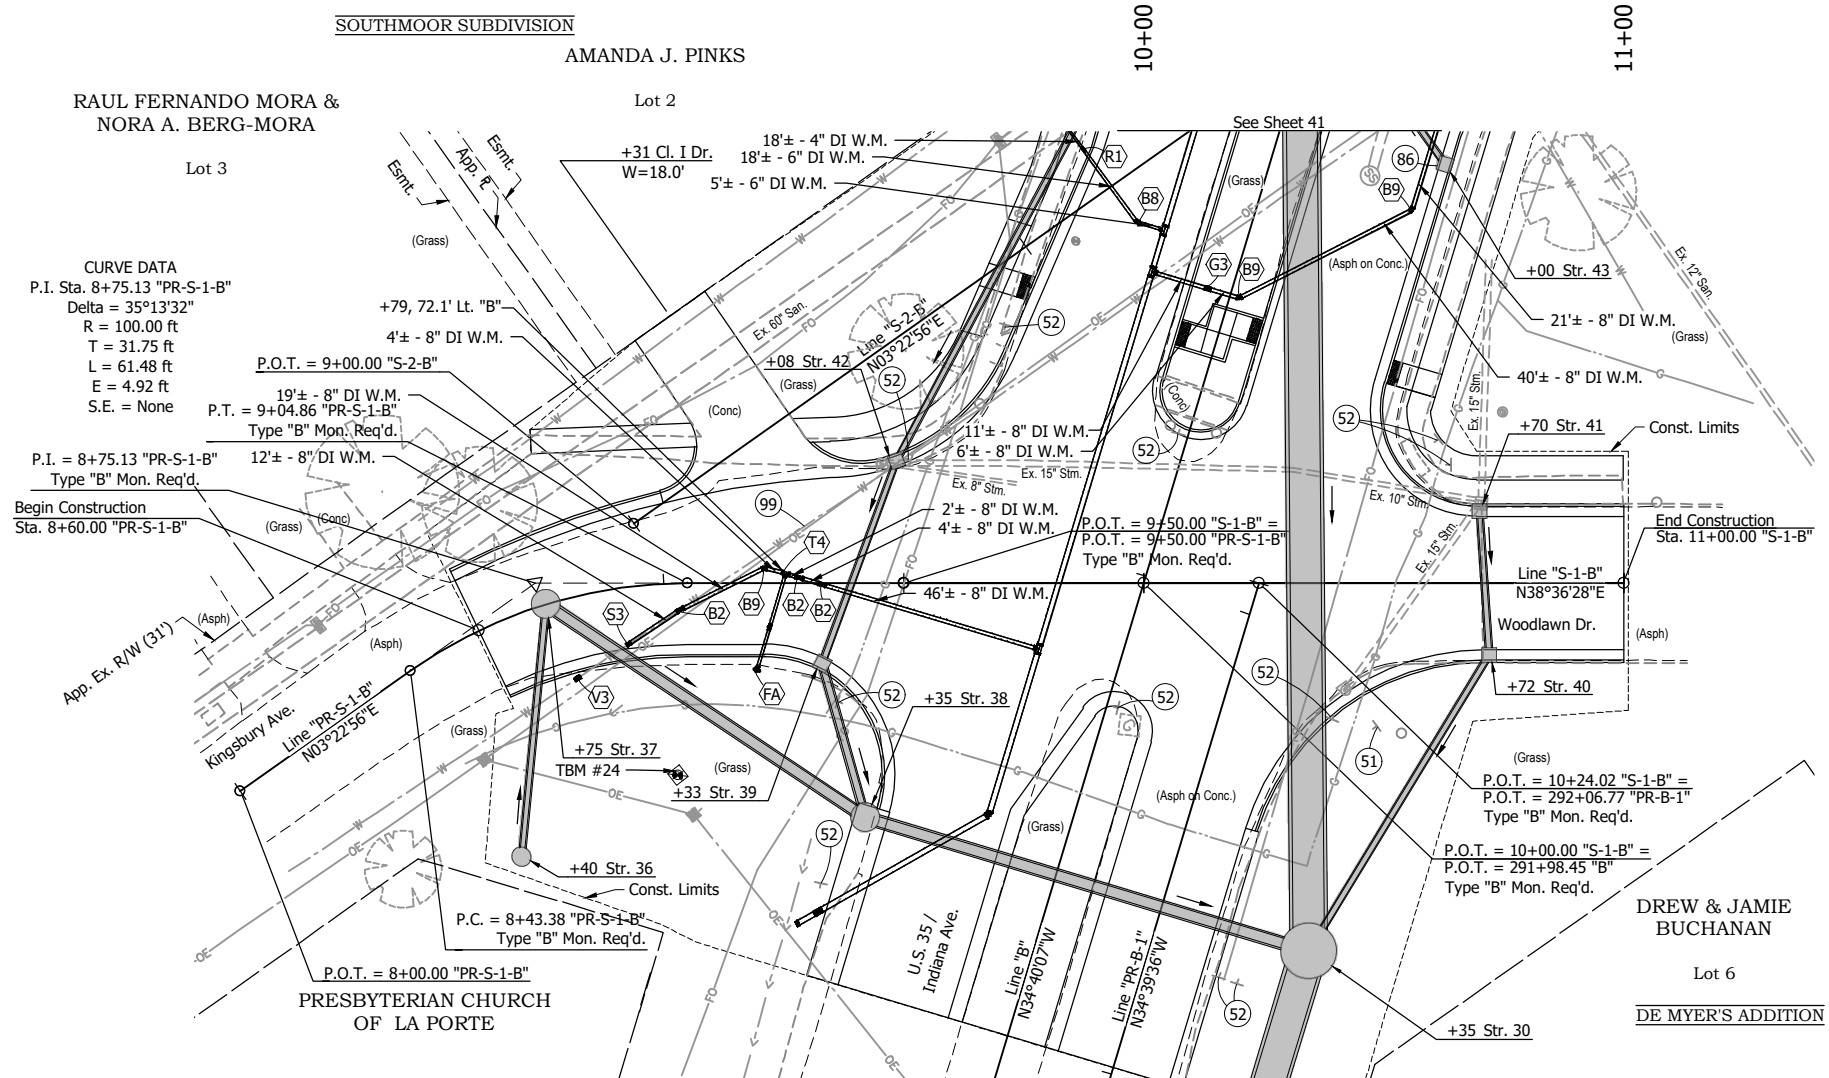 SOUTHMOOR SUBDIVISION
AMANDA J. PINKS
Lot 2
10+00
11+00
RAUL FERNANDO MORA &
NORA A. BERG-MORA
Lot 3
See Sheet 41
+31 Cl. I Dr.
W=18.0'
18'± - 4" DI W.M.
18'± - 6" DI W.M.
5'± - 6" DI W.M.
Esmt.
App. ℄
Esmt.
(Grass)
R1
B8
(Grass)
86
B9
SS
G3
B9
(Asph on Conc.)
+00 Str. 43
Ex. 12" San.
21'± - 8" DI W.M.
(Grass)
40'± - 8" DI W.M.
CURVE DATA
P.I. Sta. 8+75.13 "PR-S-1-B"
Delta = 35°13'32"
R = 100.00 ft
T = 31.75 ft
L = 61.48 ft
E = 4.92 ft
S.E. = None
+79, 72.1' Lt. "B"
4'± - 8" DI W.M.
P.O.T. = 9+00.00 "S-2-B"
19'± - 8" DI W.M.
P.T. = 9+04.86 "PR-S-1-B"
Type "B" Mon. Req'd.
12'± - 8" DI W.M.
P.I. = 8+75.13 "PR-S-1-B"
Type "B" Mon. Req'd.
Begin Construction
Sta. 8+60.00 "PR-S-1-B"
Ex. 60" San.
Line "S-2-B"
N03°22'56"E
52
+08 Str. 42
52
(Grass)
(Conc)
(Conc)
11'± - 8" DI W.M.
6'± - 8" DI W.M.
52
52
Ex. 15" Stm.
+70 Str. 41
Const. Limits
Ex. 8" Stm.
Ex. 15" Stm.
Ex. 10" Stm.
Ex. 15" Stm.
(Grass)
(Conc)
99
T4
2'± - 8" DI W.M.
4'± - 8" DI W.M.
P.O.T. = 9+50.00 "S-1-B" =
P.O.T. = 9+50.00 "PR-S-1-B"
Type "B" Mon. Req'd.
End Construction
Sta. 11+00.00 "S-1-B"
Line "S-1-B"
N38°36'28"E
Woodlawn Dr.
(Asph)
S3
B2
B9
B2
B2
46'± - 8" DI W.M.
(Asph)
(Asph)
App. Ex. R/W (31')
Kingsbury Ave.
Line "PR-S-1-B"
N03°22'56"E
V3
FA
52
+35 Str. 38
52
52
+72 Str. 40
(Grass)
+75 Str. 37
TBM #24
(Grass)
+33 Str. 39
51
(Grass)
(Asph on Conc.)
(Grass)
P.O.T. = 10+24.02 "S-1-B" =
P.O.T. = 292+06.77 "PR-B-1"
Type "B" Mon. Req'd.
52
P.O.T. = 10+00.00 "S-1-B" =
P.O.T. = 291+98.45 "B"
Type "B" Mon. Req'd.
+40 Str. 36
Const. Limits
P.C. = 8+43.38 "PR-S-1-B"
Type "B" Mon. Req'd.
P.O.T. = 8+00.00 "PR-S-1-B"
PRESBYTERIAN CHURCH
OF LA PORTE
U.S. 35 /
Indiana Ave.
Line "B"
N34°40'07"W
Line "PR-B-1"
N34°39'36"W
52
+35 Str. 30
DREW & JAMIE
BUCHANAN
Lot 6
DE MYER'S ADDITION